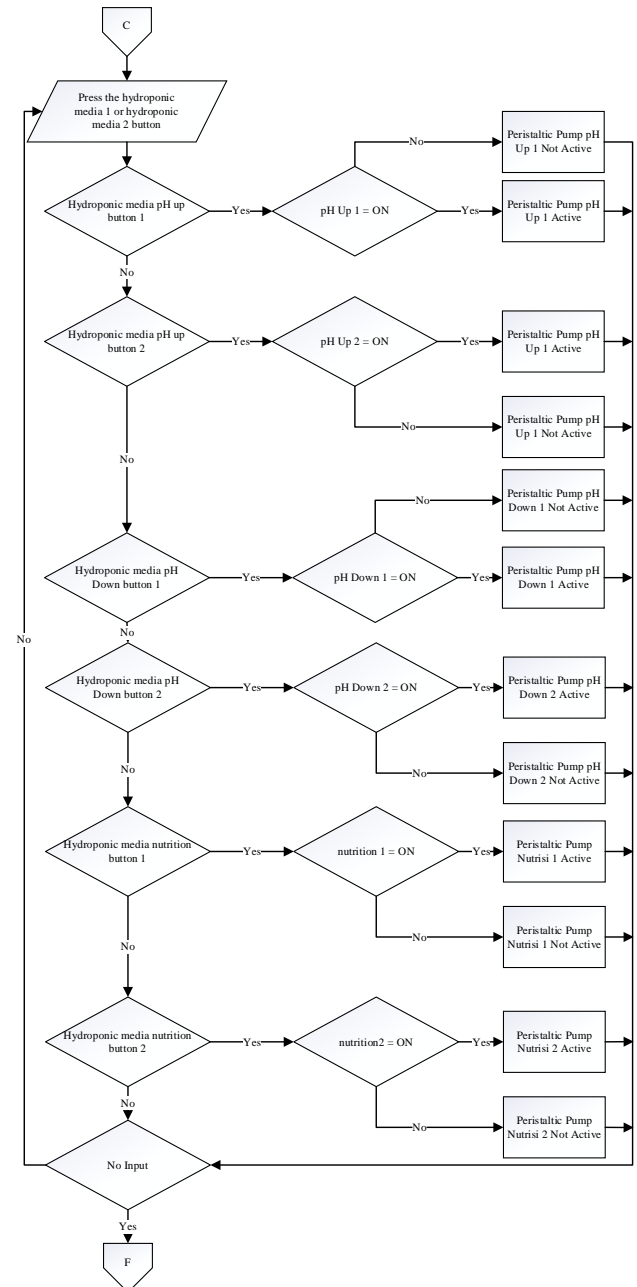 C
Press the hydroponic
media 1 or hydroponic
media 2 button
No
Peristaltic Pump pH
Up 1 Not Active
Hydroponic media pH up
button 1
Yes
pH Up 1 = ON
Yes
Peristaltic Pump pH
Up 1 Active
No
Hydroponic media pH up
button 2
Yes
pH Up 2 = ON
Yes
Peristaltic Pump pH
Up 1 Active
No
Peristaltic Pump pH
Up 1 Not Active
No
No
Peristaltic Pump pH
Down 1 Not Active
Hydroponic media pH
Down button 1
Yes
pH Down 1 = ON
Yes
Peristaltic Pump pH
Down 1 Active
No
No
Hydroponic media pH
Down button 2
Yes
pH Down 2 = ON
Yes
Peristaltic Pump pH
Down 2 Active
No
No
Peristaltic Pump pH
Down 2 Not Active
Hydroponic media nutrition
button 1
Yes
nutrition 1 = ON
Yes
Peristaltic Pump
Nutrisi 1 Active
No
No
Peristaltic Pump
Nutrisi 1 Not Active
Hydroponic media nutrition
button 2
Yes
nutrition2 = ON
Yes
Peristaltic Pump
Nutrisi 2 Active
No
No
Peristaltic Pump
Nutrisi 2 Not Active
No Input
Yes
F